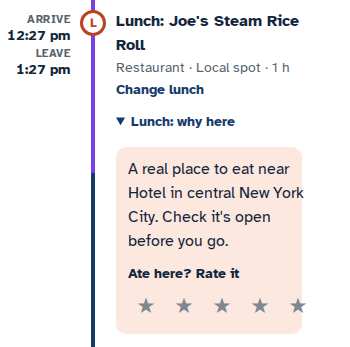 ARRIVE
12:27 pm
LEAVE
1:27 pm
L
Lunch: Joe's Steam Rice
Roll
Restaurant · Local spot · 1 h
Change lunch
▼ Lunch: why here
A real place to eat near
Hotel in central New York
City. Check it's open
before you go.
Ate here? Rate it
★ ★ ★ ★ ★